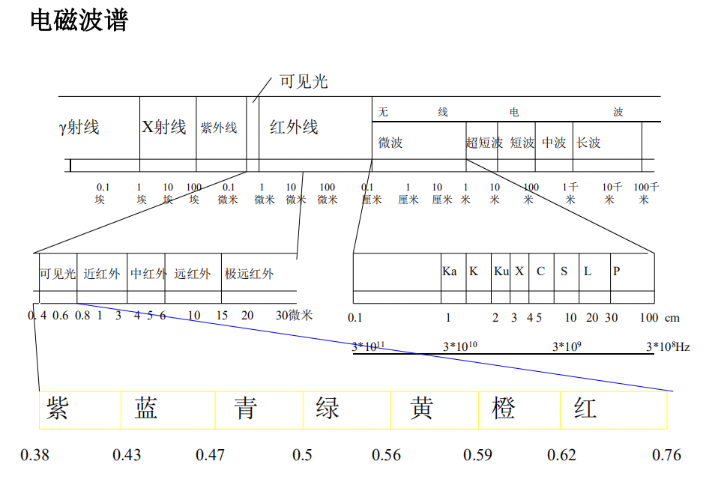 电磁波谱
可见光
γ射线 X射线 紫外线 红外线 无 线 电 波
微波 超短波 短波 中波 长波
0.1 1 10 100 0.1 1 10 100 0.1 1 10 1 10 100 1千 10千 100千
埃 埃 埃 埃 微米 微米 微米 微米 厘米 厘米 厘米 米 米 米 米 米 米
可见光 近红外 中红外 远红外 极远红外
0.4 0.6 0.8 1 3 4 5 6 10 15 20 30微米
Ka K Ku X C S L P
0.1 1 2 3 4 5 10 20 30 100 cm
3*10¹¹ 3*10¹⁰ 3*10⁹ 3*10⁸Hz
紫 蓝 青 绿 黄 橙 红
0.38 0.43 0.47 0.5 0.56 0.59 0.62 0.76